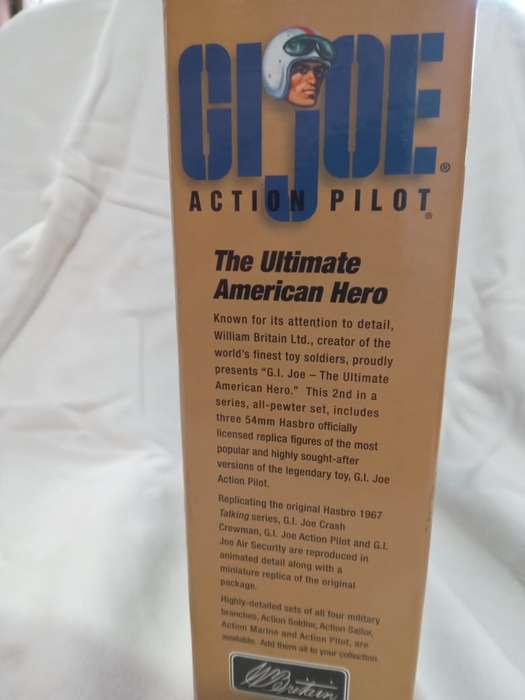 GI JOE®
ACTION PILOT®
The Ultimate
American Hero
Known for its attention to detail,
William Britain Ltd., creator of the
world's finest toy soldiers, proudly
presents "G.I. Joe – The Ultimate
American Hero." This 2nd in a
series, all-pewter set, includes
three 54mm Hasbro officially
licensed replica figures of the most
popular and highly sought-after
versions of the legendary toy, G.I. Joe
Action Pilot.
Replicating the original Hasbro 1967
Talking series, G.I. Joe Crash
Crewman, G.I. Joe Action Pilot and G.I.
Joe Air Security are reproduced in
animated detail along with a
miniature replica of the original
package.
Highly-detailed sets of all four military
branches, Action Soldier, Action Sailor,
Action Marine and Action Pilot, are
available. Add them all to your collection.
W. Britain